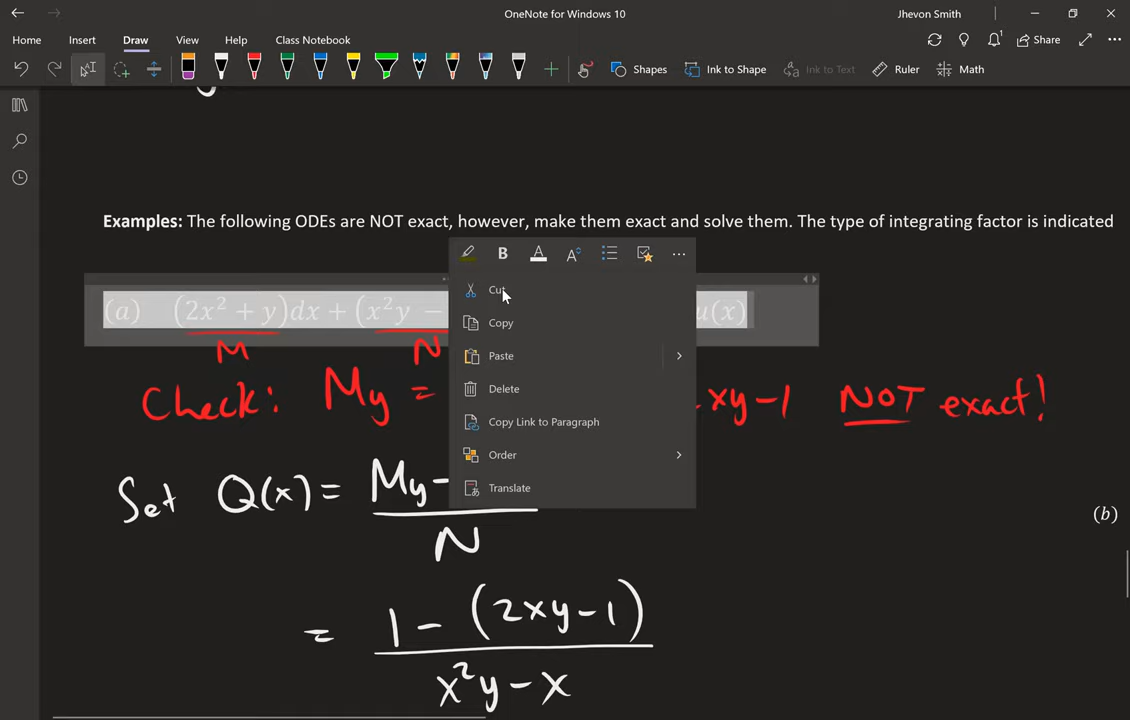 OneNote for Windows 10
Jhevon Smith
Home Insert Draw View Help Class Notebook
Share
Shapes Ink to Shape Ink to Text Ruler Math
Examples: The following ODEs are NOT exact, however, make them exact and solve them. The type of integrating factor is indicated
(a) (2x² + y)dx + (x²y − u(x)
M N
Check: My = xy−1 NOT exact!
Cut
Copy
Paste
Delete
Copy Link to Paragraph
Order
Translate
Set Q(x) = My−
N
(b)
= 1 − (2xy−1)
x²y − x